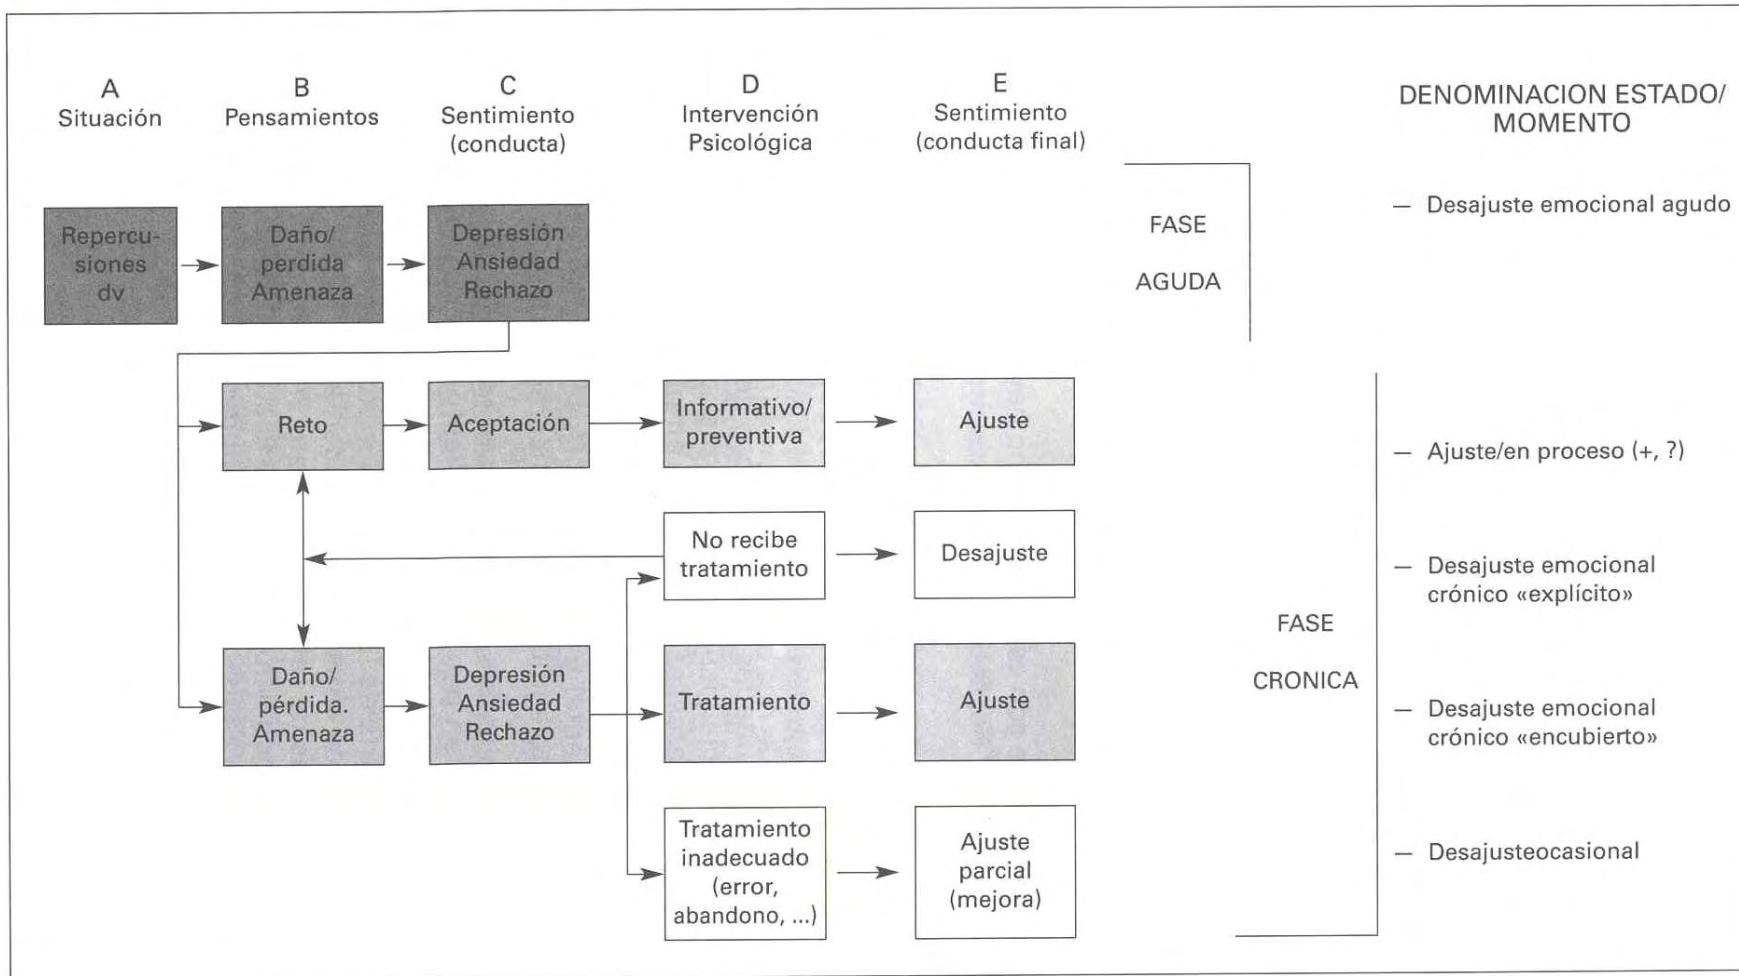 A
Situación
B
Pensamientos
C
Sentimiento
(conducta)
D
Intervención
Psicológica
E
Sentimiento
(conducta final)
DENOMINACION ESTADO/
MOMENTO
Repercu-
siones
dv
Daño/
perdida
Amenaza
Depresión
Ansiedad
Rechazo
FASE
AGUDA
— Desajuste emocional agudo
Reto
Aceptación
Informativo/
preventiva
Ajuste
— Ajuste/en proceso (+, ?)
No recibe
tratamiento
Desajuste
— Desajuste emocional
crónico «explícito»
FASE
CRONICA
Daño/
pérdida.
Amenaza
Depresión
Ansiedad
Rechazo
Tratamiento
Ajuste
— Desajuste emocional
crónico «encubierto»
Tratamiento
inadecuado
(error,
abandono, ...)
Ajuste
parcial
(mejora)
— Desajusteocasional